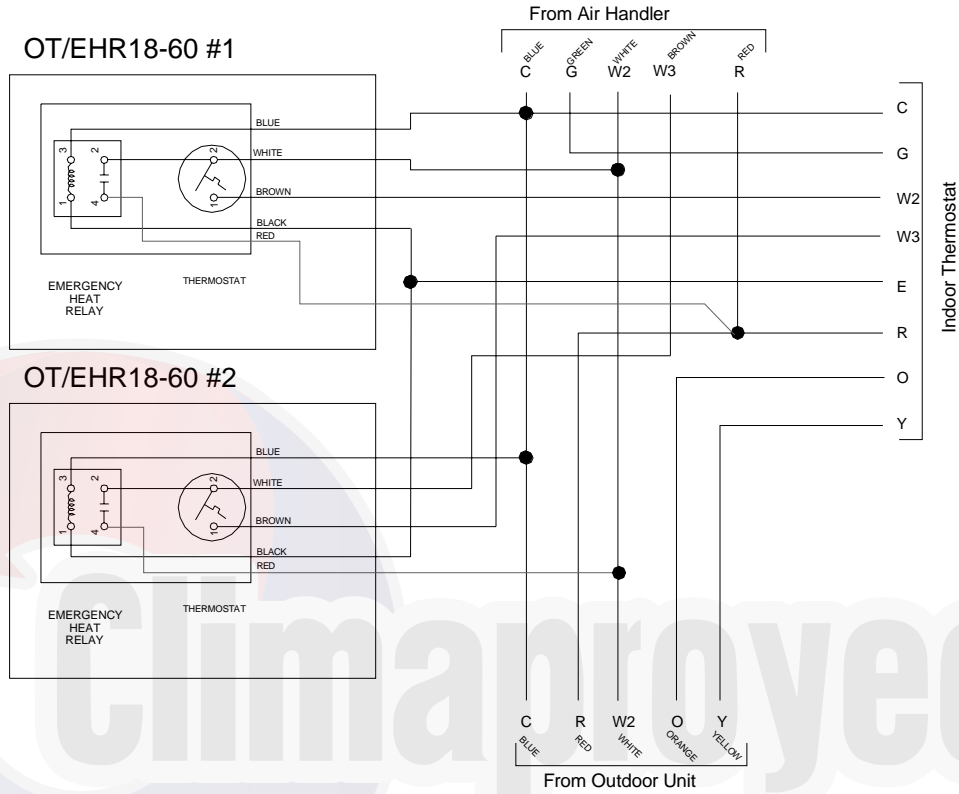 From Air Handler
BLUE GREEN WHITE BROWN RED
C G W2 W3 R
OT/EHR18-60 #1
3 2
1 4
2
1
BLUE
WHITE
BROWN
BLACK
RED
EMERGENCY
HEAT
RELAY
THERMOSTAT
C
G
W2
W3
E
R
O
Y
Indoor Thermostat
OT/EHR18-60 #2
3 2
1 4
2
1
BLUE
WHITE
BROWN
BLACK
RED
EMERGENCY
HEAT
RELAY
THERMOSTAT
C R W2 O Y
BLUE RED WHITE ORANGE YELLOW
From Outdoor Unit
Climaproyec